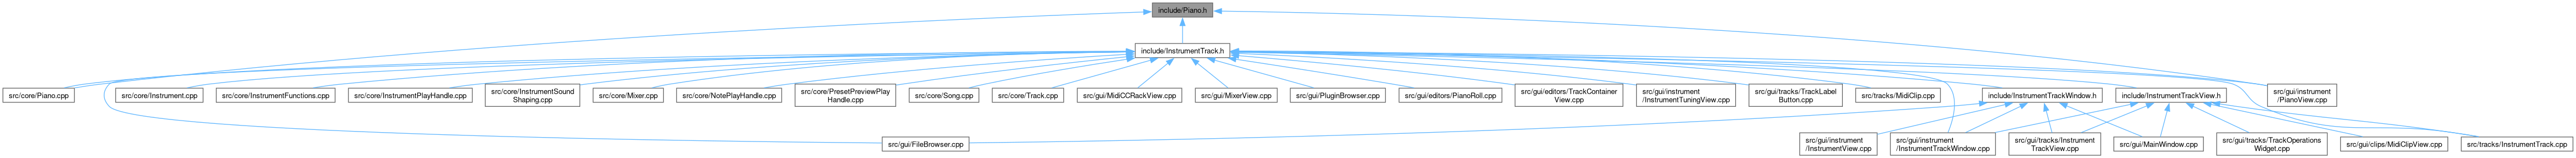 include/Piano.h
include/InstrumentTrack.h
src/core/Piano.cpp
src/core/Instrument.cpp
src/core/InstrumentFunctions.cpp
src/core/InstrumentPlayHandle.cpp
src/core/InstrumentSound
Shaping.cpp
src/core/Mixer.cpp
src/core/NotePlayHandle.cpp
src/core/PresetPreviewPlay
Handle.cpp
src/core/Song.cpp
src/core/Track.cpp
src/gui/MidiCCRackView.cpp
src/gui/MixerView.cpp
src/gui/PluginBrowser.cpp
src/gui/editors/PianoRoll.cpp
src/gui/editors/TrackContainer
View.cpp
src/gui/instrument
/InstrumentTuningView.cpp
src/gui/tracks/TrackLabel
Button.cpp
src/tracks/MidiClip.cpp
include/InstrumentTrackWindow.h
include/InstrumentTrackView.h
src/gui/instrument
/PianoView.cpp
src/gui/FileBrowser.cpp
src/gui/instrument
/InstrumentView.cpp
src/gui/instrument
/InstrumentTrackWindow.cpp
src/gui/tracks/Instrument
TrackView.cpp
src/gui/MainWindow.cpp
src/gui/tracks/TrackOperations
Widget.cpp
src/gui/clips/MidiClipView.cpp
src/tracks/InstrumentTrack.cpp